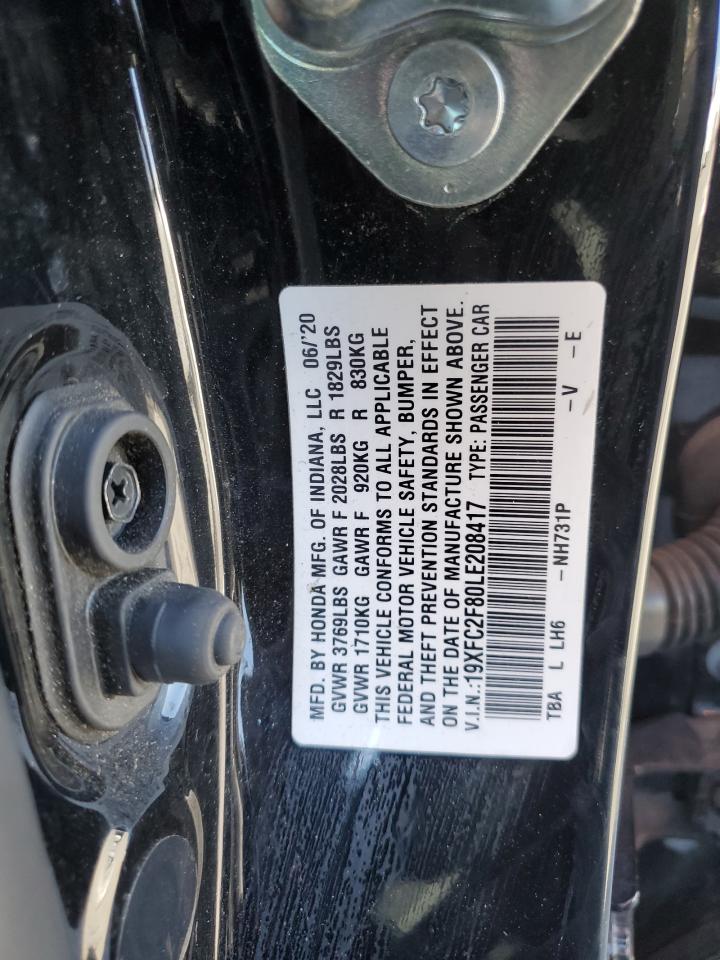 MFD. BY HONDA MFG. OF INDIANA, LLC 06/'20
GVWR 3769LBS GAWR F 2028LBS R 1829LBS
GVWR 1710KG GAWR F 920KG R 830KG
THIS VEHICLE CONFORMS TO ALL APPLICABLE
FEDERAL MOTOR VEHICLE SAFETY, BUMPER,
AND THEFT PREVENTION STANDARDS IN EFFECT
ON THE DATE OF MANUFACTURE SHOWN ABOVE.
V.I.N.:19XFC2F80LE208417 TYPE: PASSENGER CAR
TBA L LH6 -NH731P -V -E